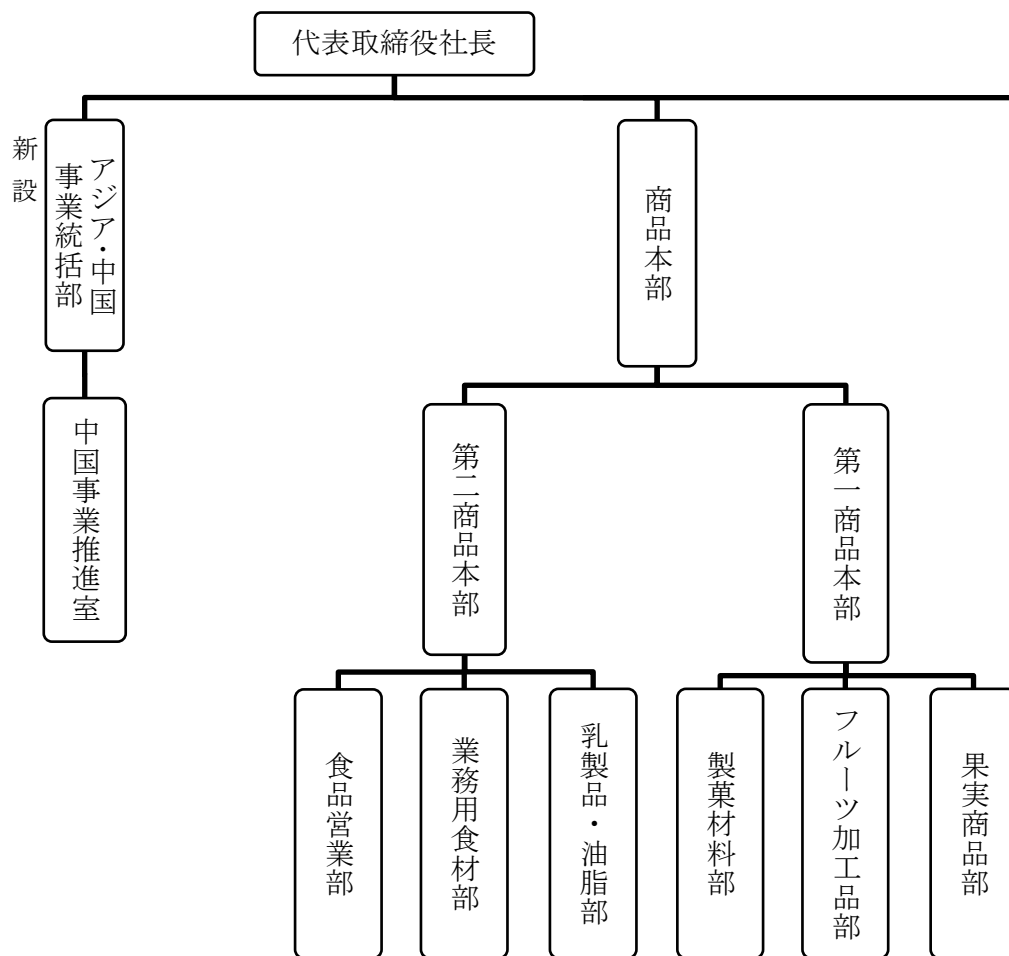 代表取締役社長
新設
アジア・中国
事業統括部
商品本部
中国事業推進室
第二商品本部
第一商品本部
食品営業部
業務用食材部
乳製品・油脂部
製菓材料部
フルーツ加工品部
果実商品部